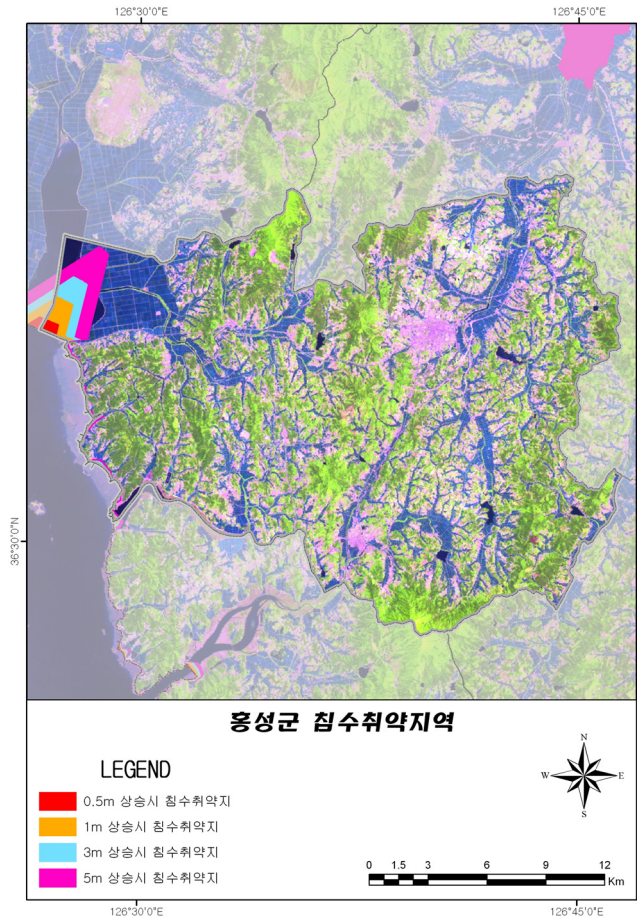 126°30'0"E
126°45'0"E
36°30'0"N
홍성군 침수취약지역
LEGEND
0.5m 상승시 침수취약지
1m 상승시 침수취약지
3m 상승시 침수취약지
5m 상승시 침수취약지
N
W
E
S
0 1.5 3 6 9 12
Km
126°30'0"E
126°45'0"E